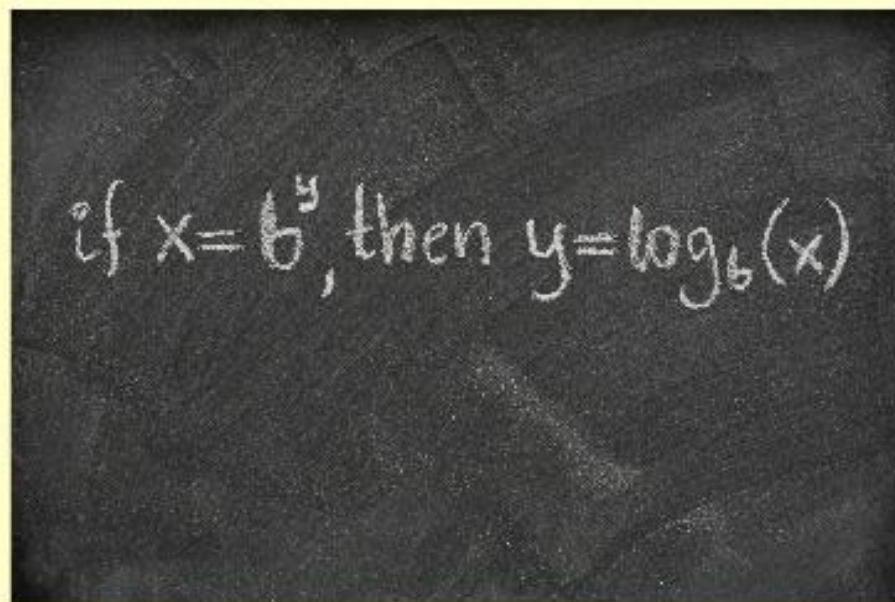 if x=b^y, then y=log_b(x)